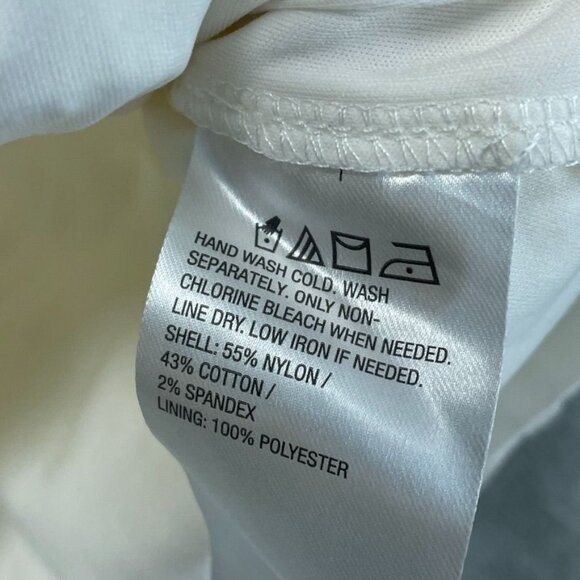 HAND WASH COLD. WASH
SEPARATELY. ONLY NON-
CHLORINE BLEACH WHEN NEEDED.
LINE DRY. LOW IRON IF NEEDED.
SHELL: 55% NYLON /
43% COTTON /
2% SPANDEX
LINING: 100% POLYESTER